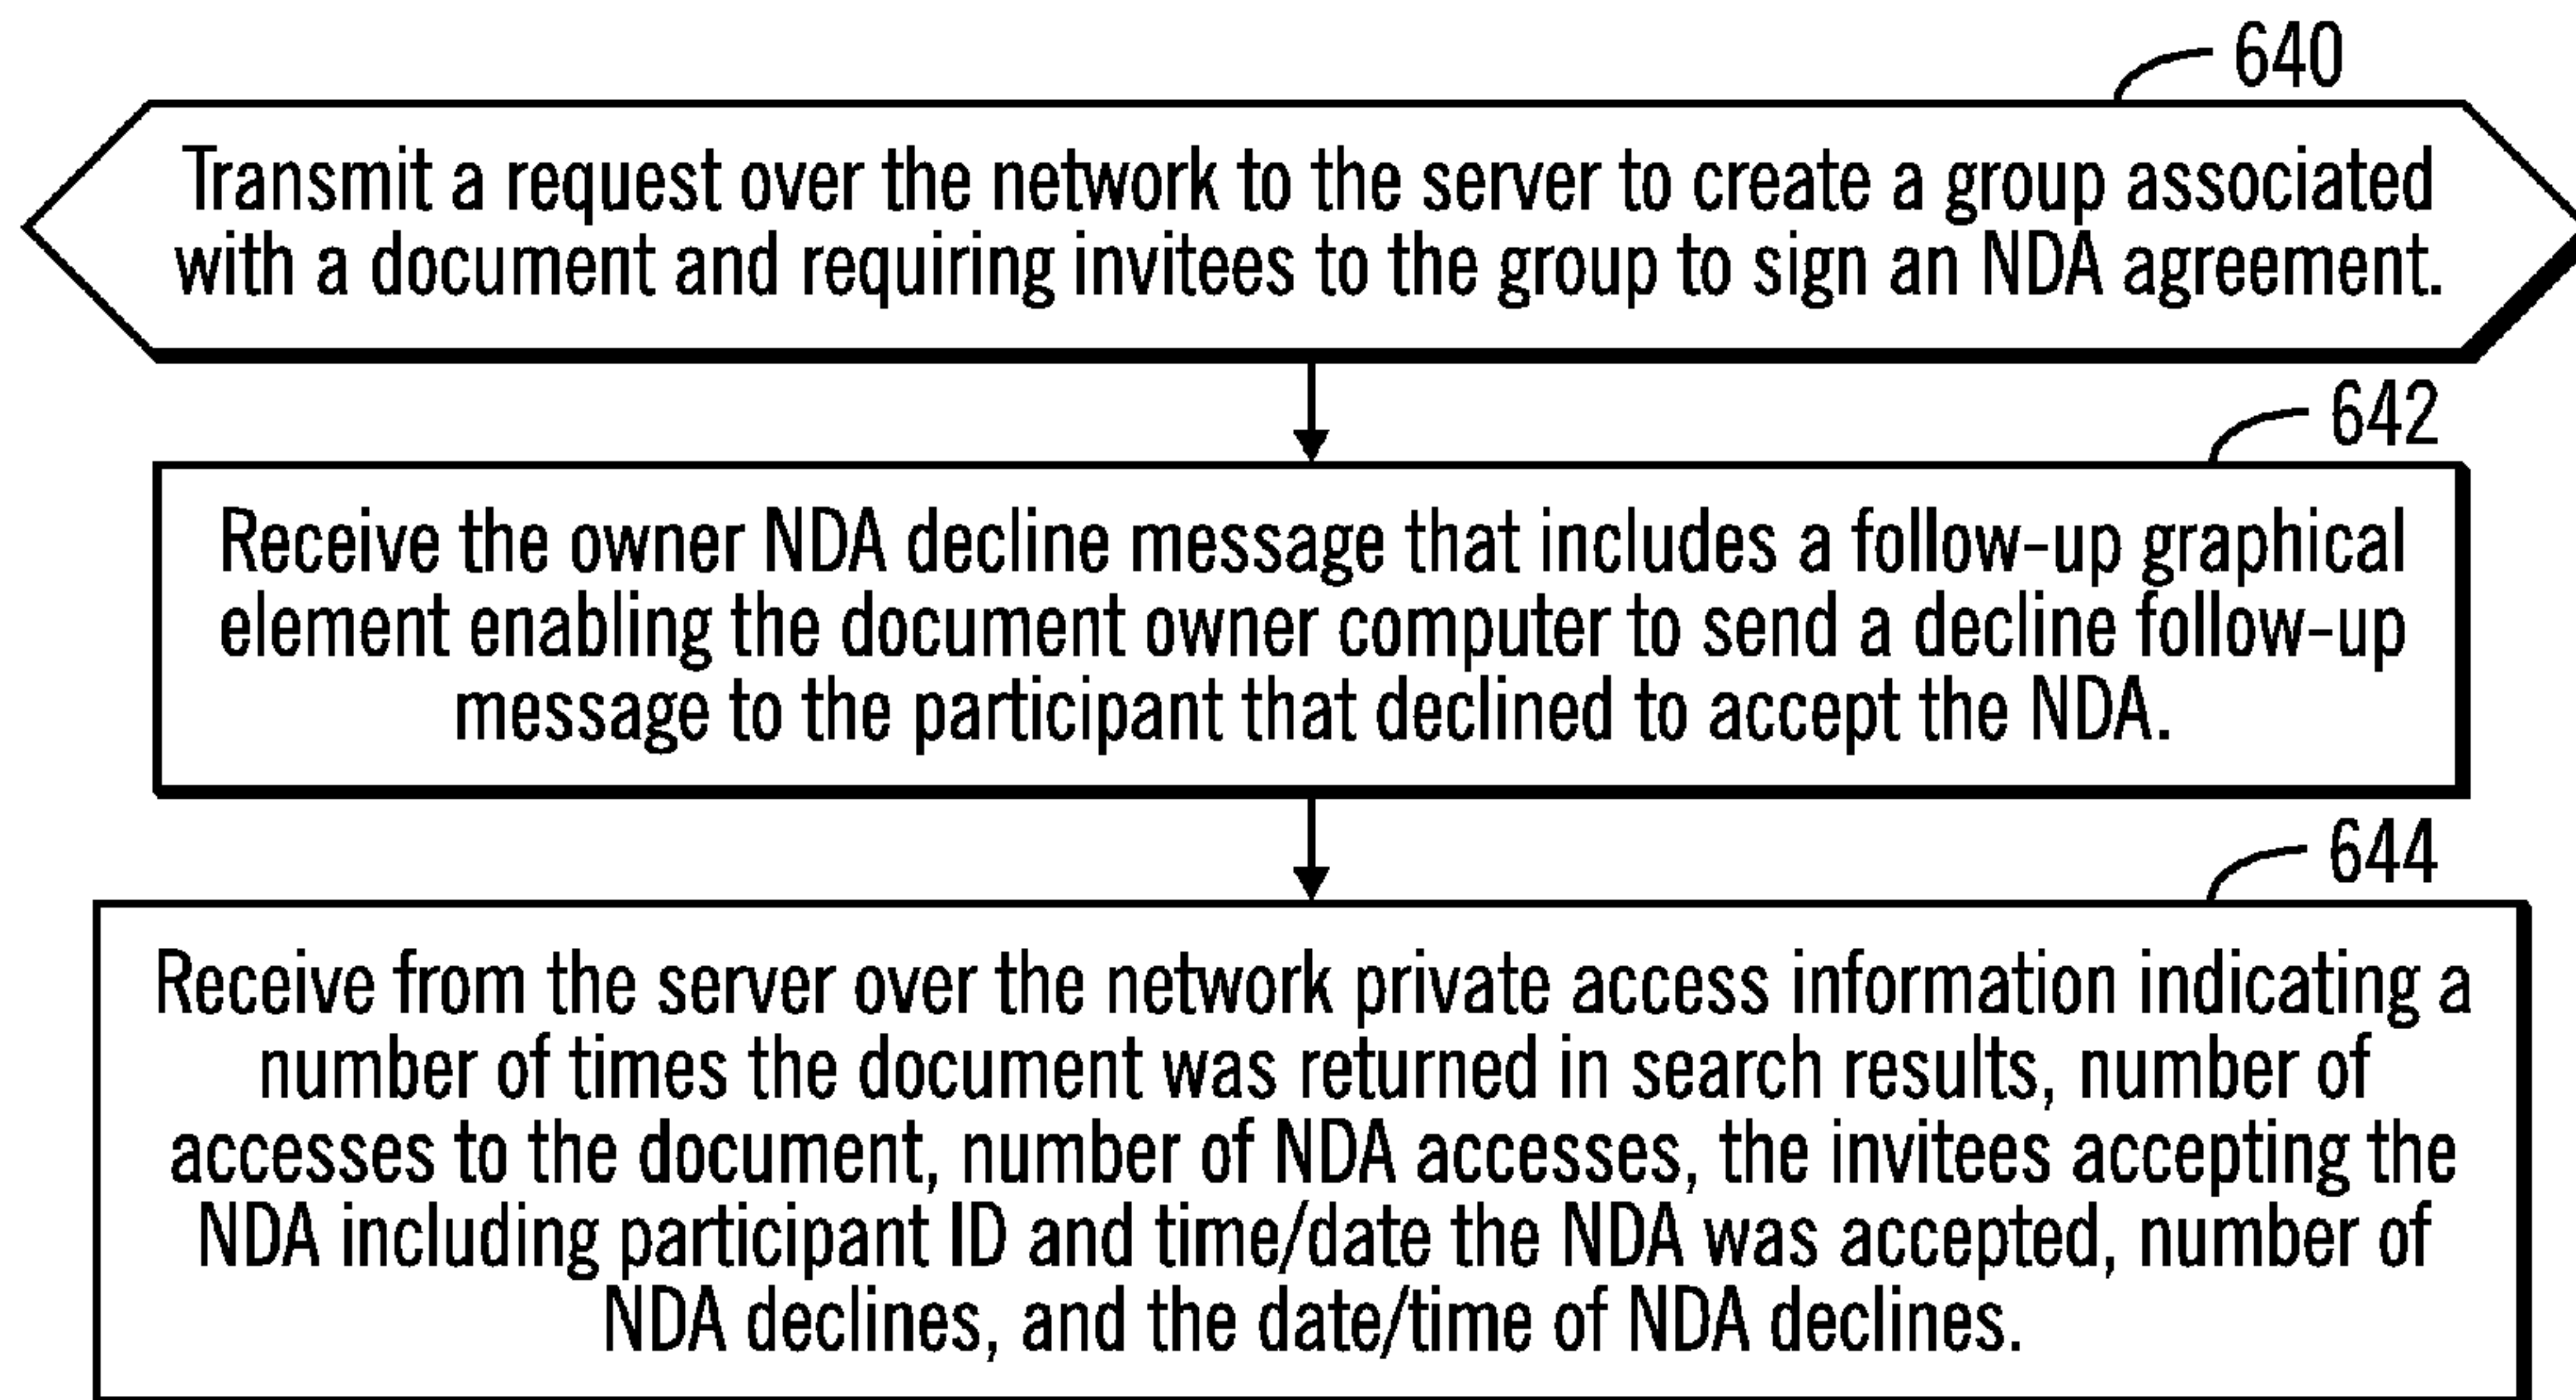 640
Transmit a request over the network to the server to create a group associated
with a document and requiring invitees to the group to sign an NDA agreement.
642
Receive the owner NDA decline message that includes a follow-up graphical
element enabling the document owner computer to send a decline follow-up
message to the participant that declined to accept the NDA.
644
Receive from the server over the network private access information indicating a
number of times the document was returned in search results, number of
accesses to the document, number of NDA accesses, the invitees accepting the
NDA including participant ID and time/date the NDA was accepted, number of
NDA declines, and the date/time of NDA declines.